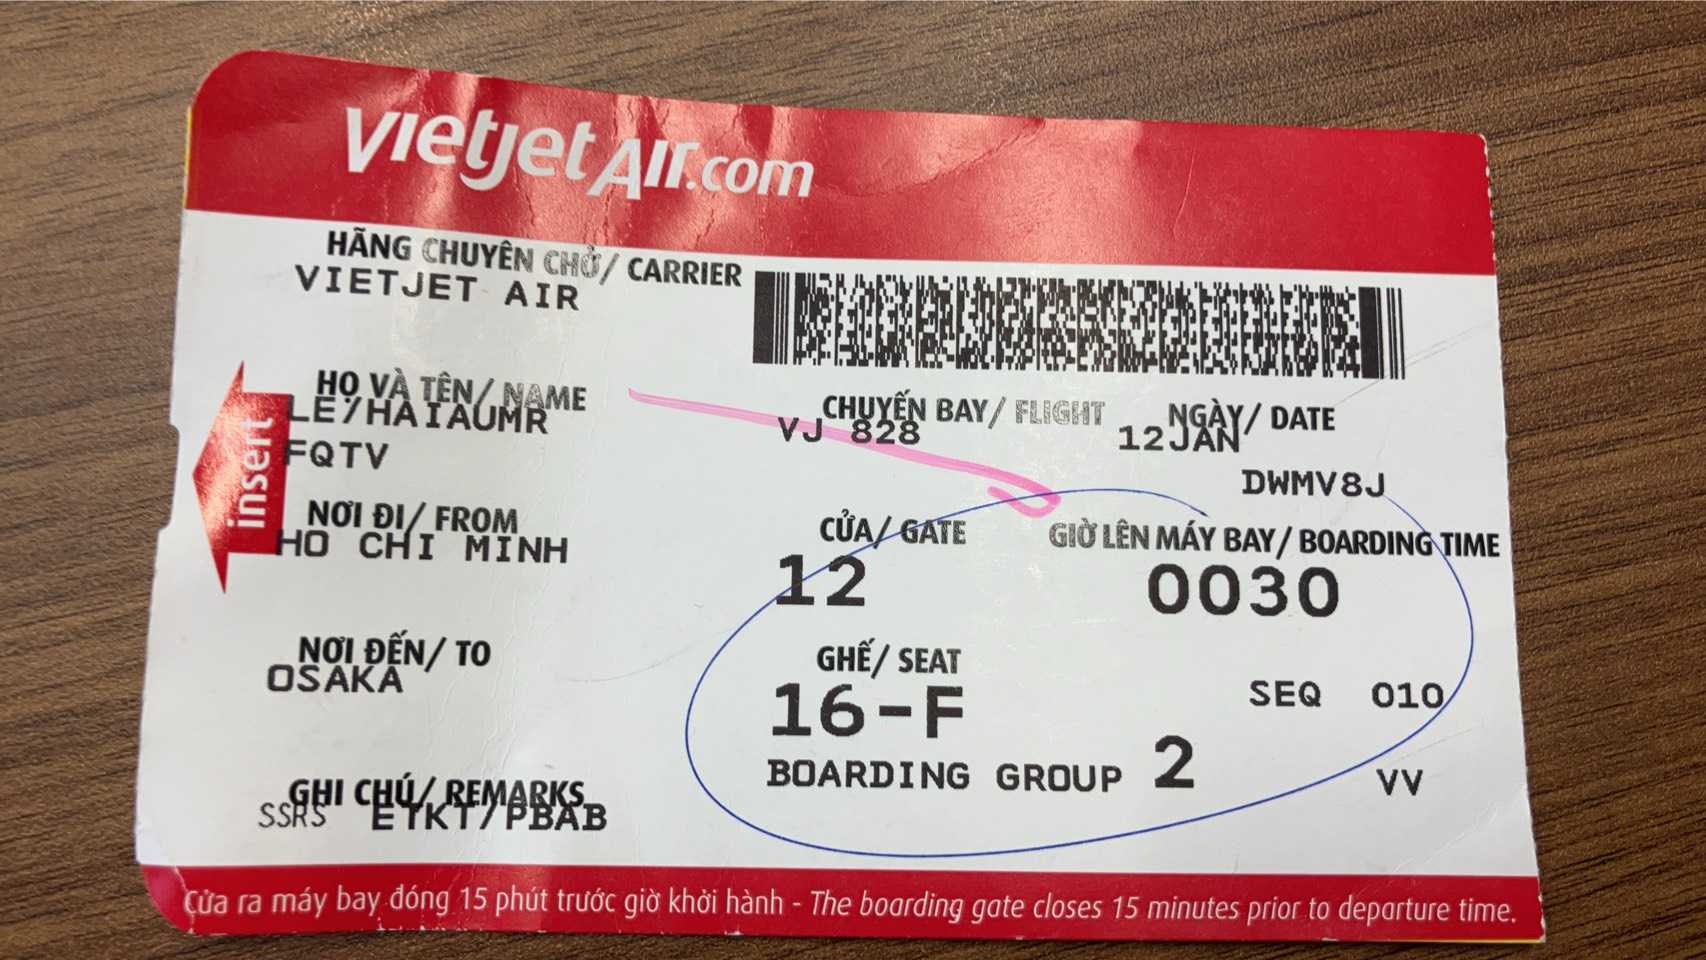 vietjetAir.com
HÃNG CHUYÊN CHỞ/ CARRIER
VIETJET AIR
HỌ VÀ TÊN/ NAME
LE/HAIAUMR
FQTV
insert
NƠI ĐI/ FROM
HO CHI MINH
NƠI ĐẾN/ TO
OSAKA
GHI CHÚ/ REMARKS
SSRS ETKT/PBAB
CHUYẾN BAY/ FLIGHT
VJ 828
NGÀY/ DATE
12JAN
DWMV8J
CỬA/ GATE
12
GIỜ LÊN MÁY BAY/ BOARDING TIME
0030
GHẾ/ SEAT
16-F
SEQ 010
BOARDING GROUP 2
VV
Cửa ra máy bay đóng 15 phút trước giờ khởi hành - The boarding gate closes 15 minutes prior to departure time.